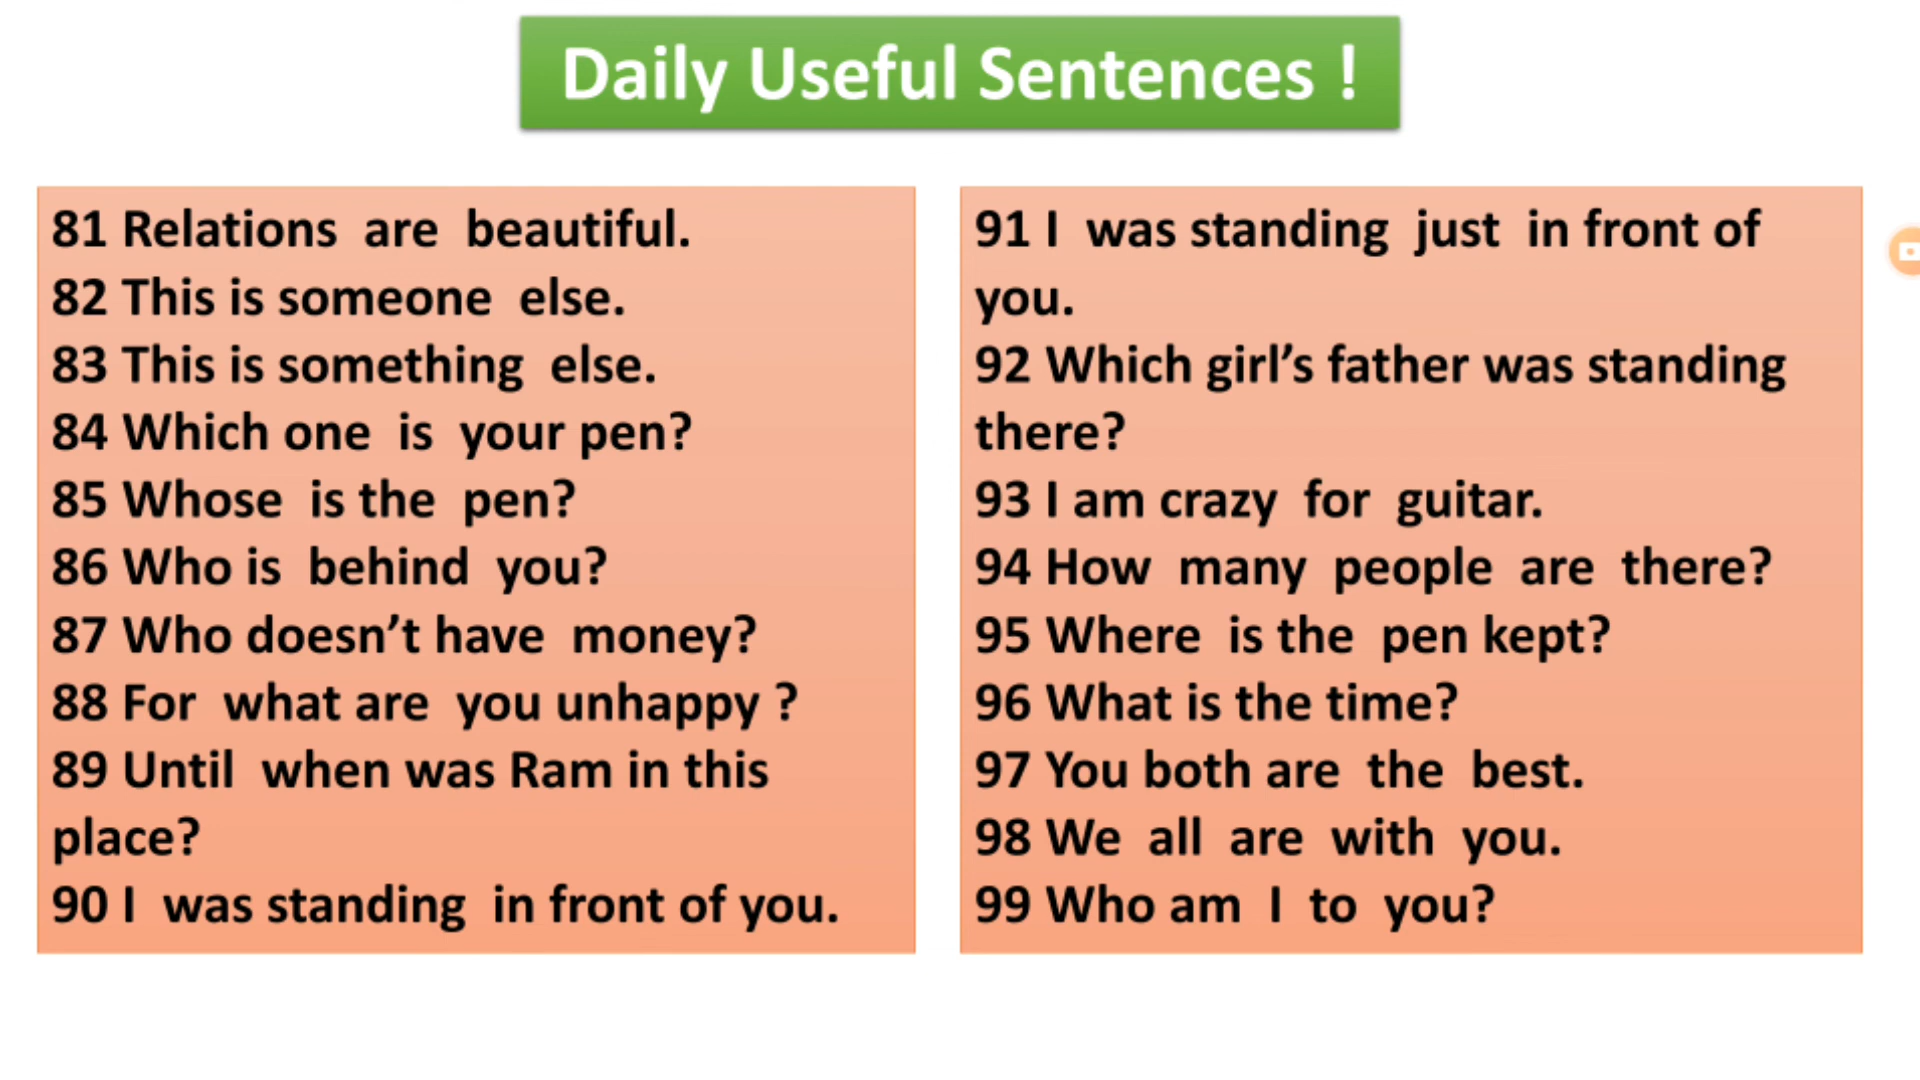 Daily Useful Sentences !
81 Relations are beautiful.
82 This is someone else.
83 This is something else.
84 Which one is your pen?
85 Whose is the pen?
86 Who is behind you?
87 Who doesn’t have money?
88 For what are you unhappy ?
89 Until when was Ram in this
place?
90 I was standing in front of you.
91 I was standing just in front of
you.
92 Which girl’s father was standing
there?
93 I am crazy for guitar.
94 How many people are there?
95 Where is the pen kept?
96 What is the time?
97 You both are the best.
98 We all are with you.
99 Who am I to you?